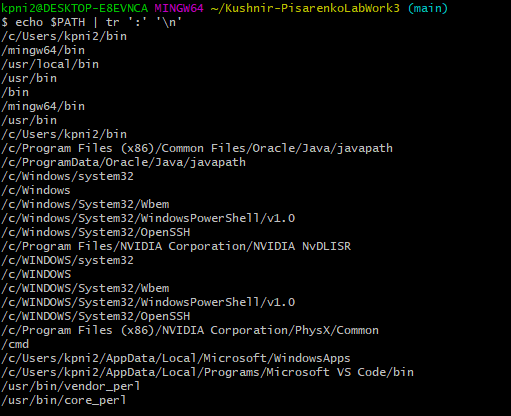 kpni2@DESKTOP-E8EVNCA MINGW64 ~/Kushnir-PisarenkoLabWork3 (main)
$ echo $PATH | tr ':' '\n'
/c/Users/kpni2/bin
/mingw64/bin
/usr/local/bin
/usr/bin
/bin
/mingw64/bin
/usr/bin
/c/Users/kpni2/bin
/c/Program Files (x86)/Common Files/Oracle/Java/javapath
/c/ProgramData/Oracle/Java/javapath
/c/Windows/system32
/c/Windows
/c/Windows/System32/Wbem
/c/Windows/System32/WindowsPowerShell/v1.0
/c/Windows/System32/OpenSSH
/c/Program Files/NVIDIA Corporation/NVIDIA NvDLISR
/c/WINDOWS/system32
/c/WINDOWS
/c/WINDOWS/System32/Wbem
/c/WINDOWS/System32/WindowsPowerShell/v1.0
/c/WINDOWS/System32/OpenSSH
/c/Program Files (x86)/NVIDIA Corporation/PhysX/Common
/cmd
/c/Users/kpni2/AppData/Local/Microsoft/WindowsApps
/c/Users/kpni2/AppData/Local/Programs/Microsoft VS Code/bin
/usr/bin/vendor_perl
/usr/bin/core_perl